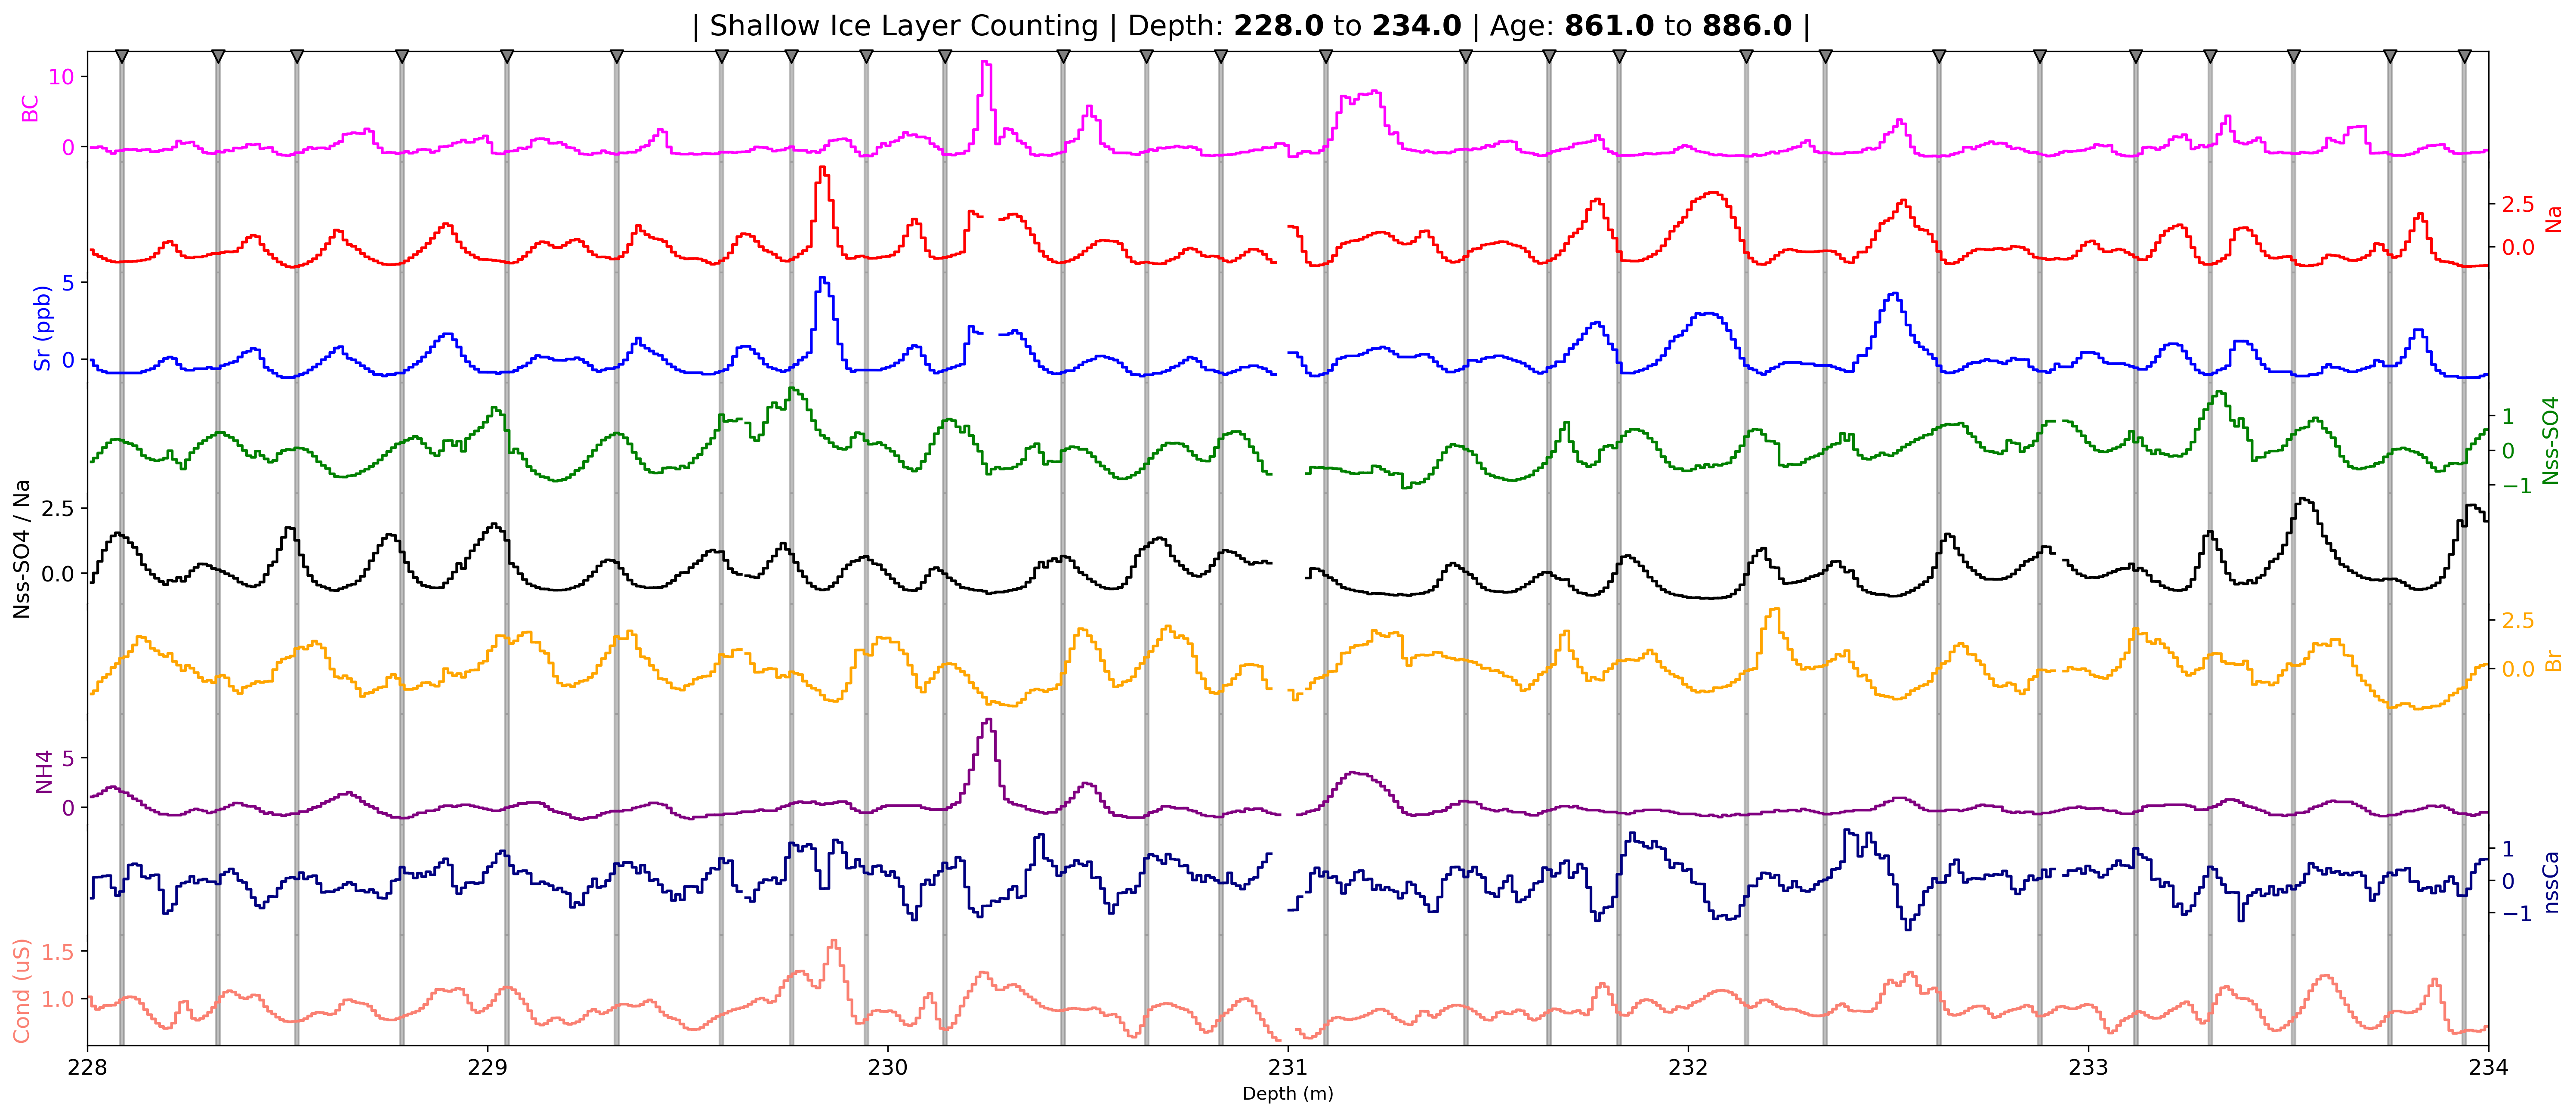 | Shallow Ice Layer Counting | Depth: 228.0 to 234.0 | Age: 861.0 to 886.0 |
BC
10
0
2.5
0.0
Na
Sr (ppb)
5
0
1
0
−1
Nss-SO4
Nss-SO4 / Na
2.5
0.0
2.5
0.0
Br
NH4
5
0
1
0
−1
nssCa
Cond (uS)
1.5
1.0
228 229 230 231 232 233 234
Depth (m)